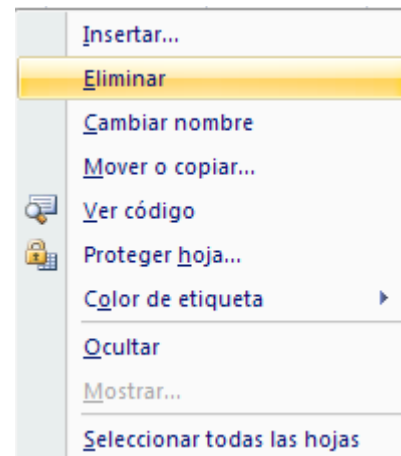 Insertar...
Eliminar
Cambiar nombre
Mover o copiar...
Ver código
Proteger hoja...
Color de etiqueta
Ocultar
Mostrar...
Seleccionar todas las hojas